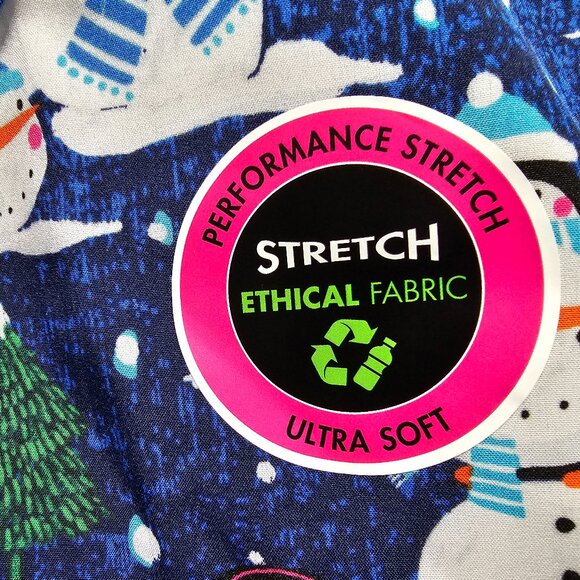 PERFORMANCE STRETCH
STRETCH
ETHICAL FABRIC
ULTRA SOFT